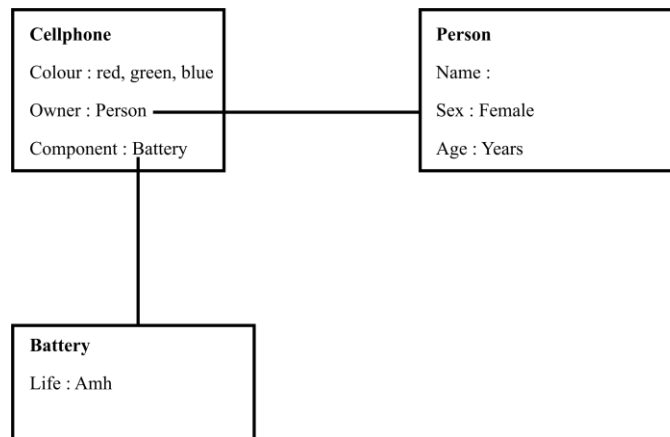 Cellphone
Colour : red, green, blue
Owner : Person
Component : Battery
Person
Name :
Sex : Female
Age : Years
Battery
Life : Amh